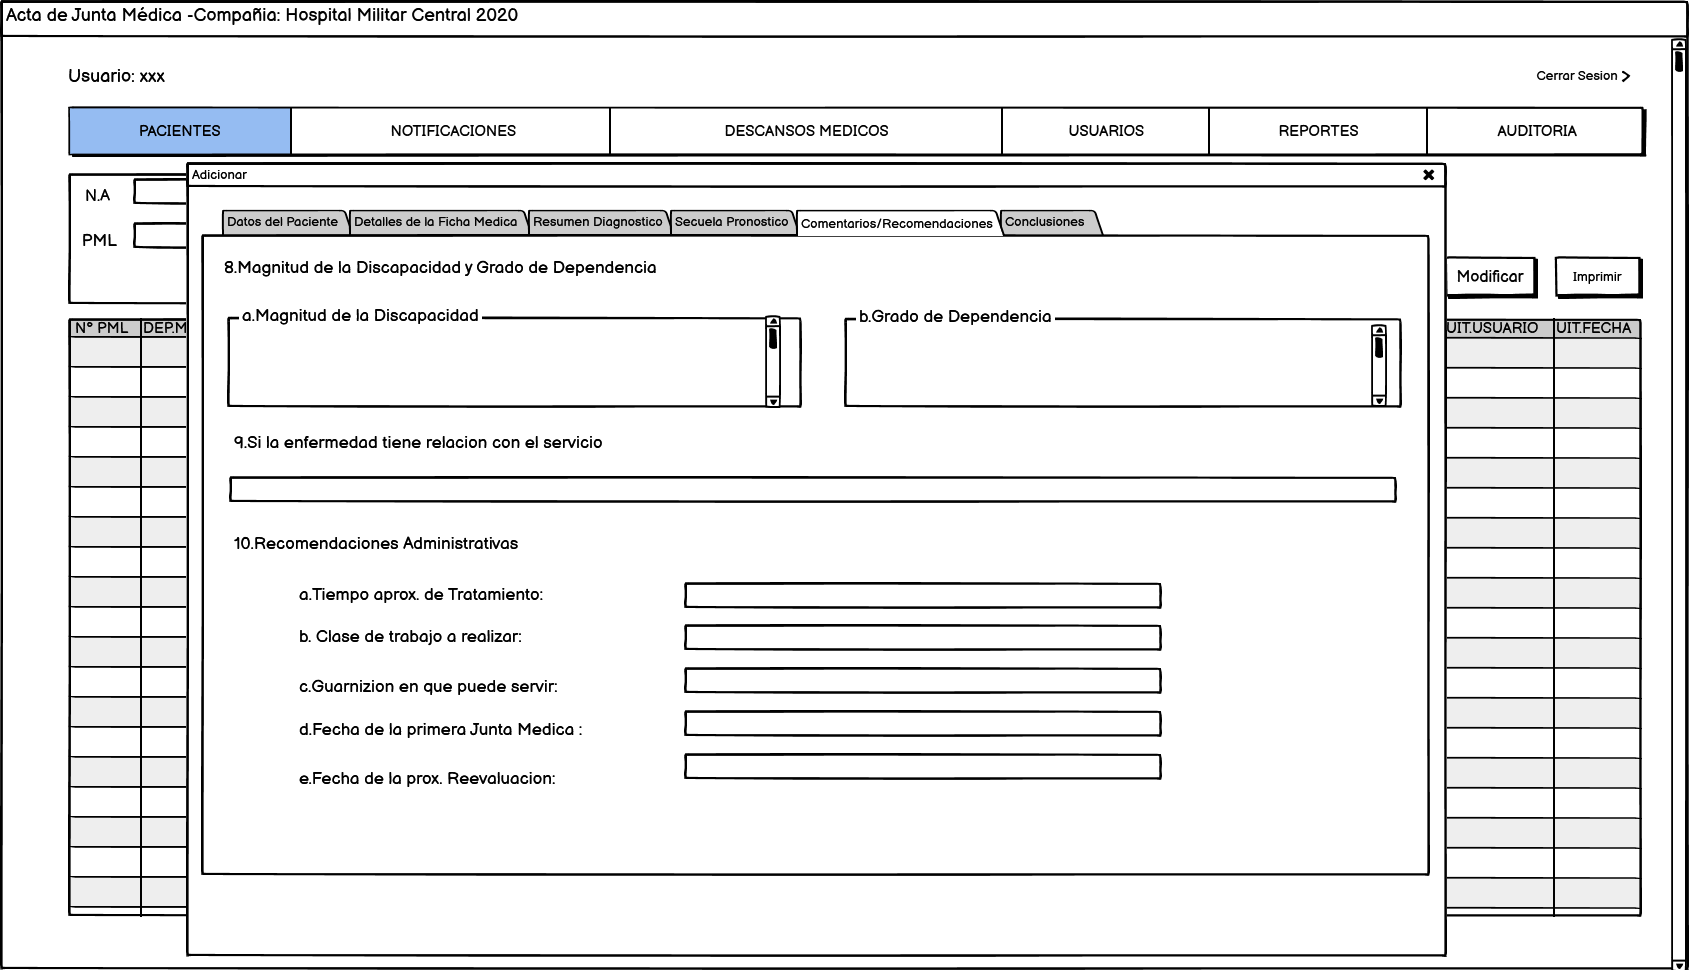 Acta de Junta Médica -Compañia: Hospital Militar Central 2020
Usuario: xxx
Cerrar Sesion
PACIENTES
NOTIFICACIONES
DESCANSOS MEDICOS
USUARIOS
REPORTES
AUDITORIA
Adicionar
N.A
PML
Datos del Paciente
Detalles de la Ficha Medica
Resumen Diagnostico
Secuela Pronostico
Comentarios/Recomendaciones
Conclusiones
8.Magnitud de la Discapacidad y Grado de Dependencia
Modificar
Imprimir
a.Magnitud de la Discapacidad
b.Grado de Dependencia
N° PML
DEP.M
UIT.USUARIO
UIT.FECHA
9.Si la enfermedad tiene relacion con el servicio
10.Recomendaciones Administrativas
a.Tiempo aprox. de Tratamiento:
b. Clase de trabajo a realizar:
c.Guarnizion en que puede servir:
d.Fecha de la primera Junta Medica :
e.Fecha de la prox. Reevaluacion: